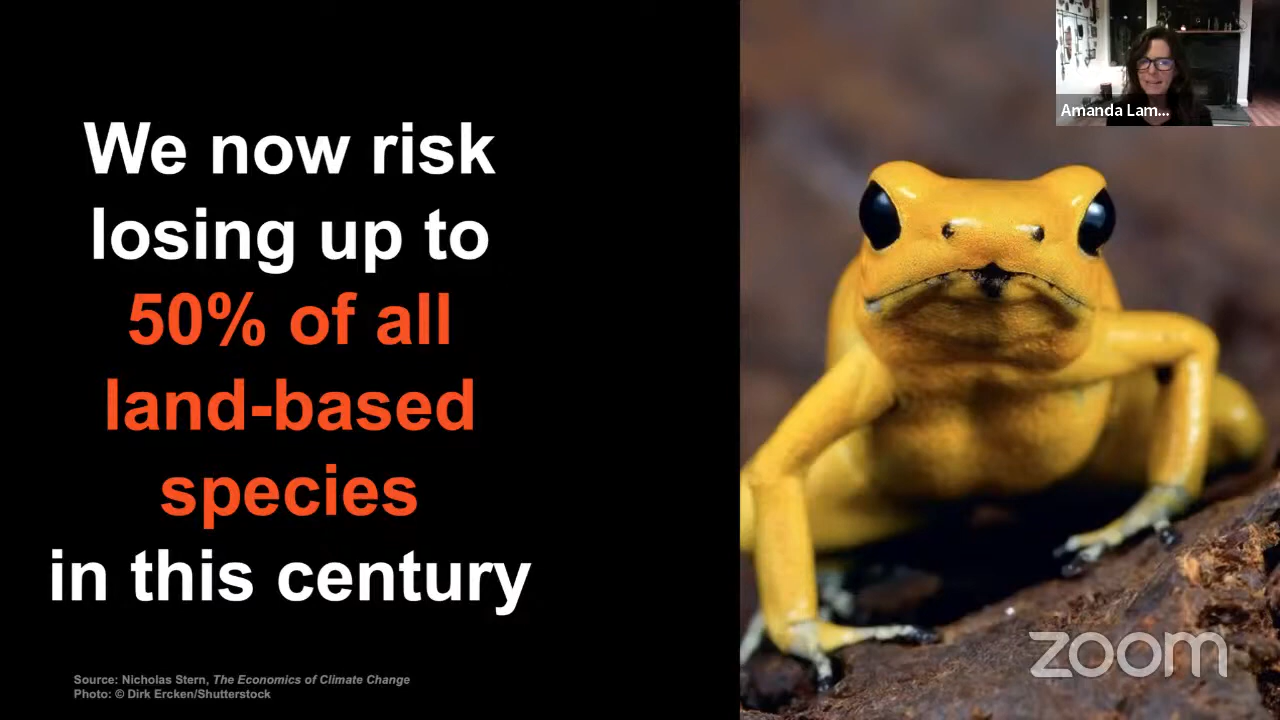 We now risk
losing up to
50% of all
land-based
species
in this century
Source: Nicholas Stern, The Economics of Climate Change
Photo: © Dirk Ercken/Shutterstock
Amanda Lam...
zoom